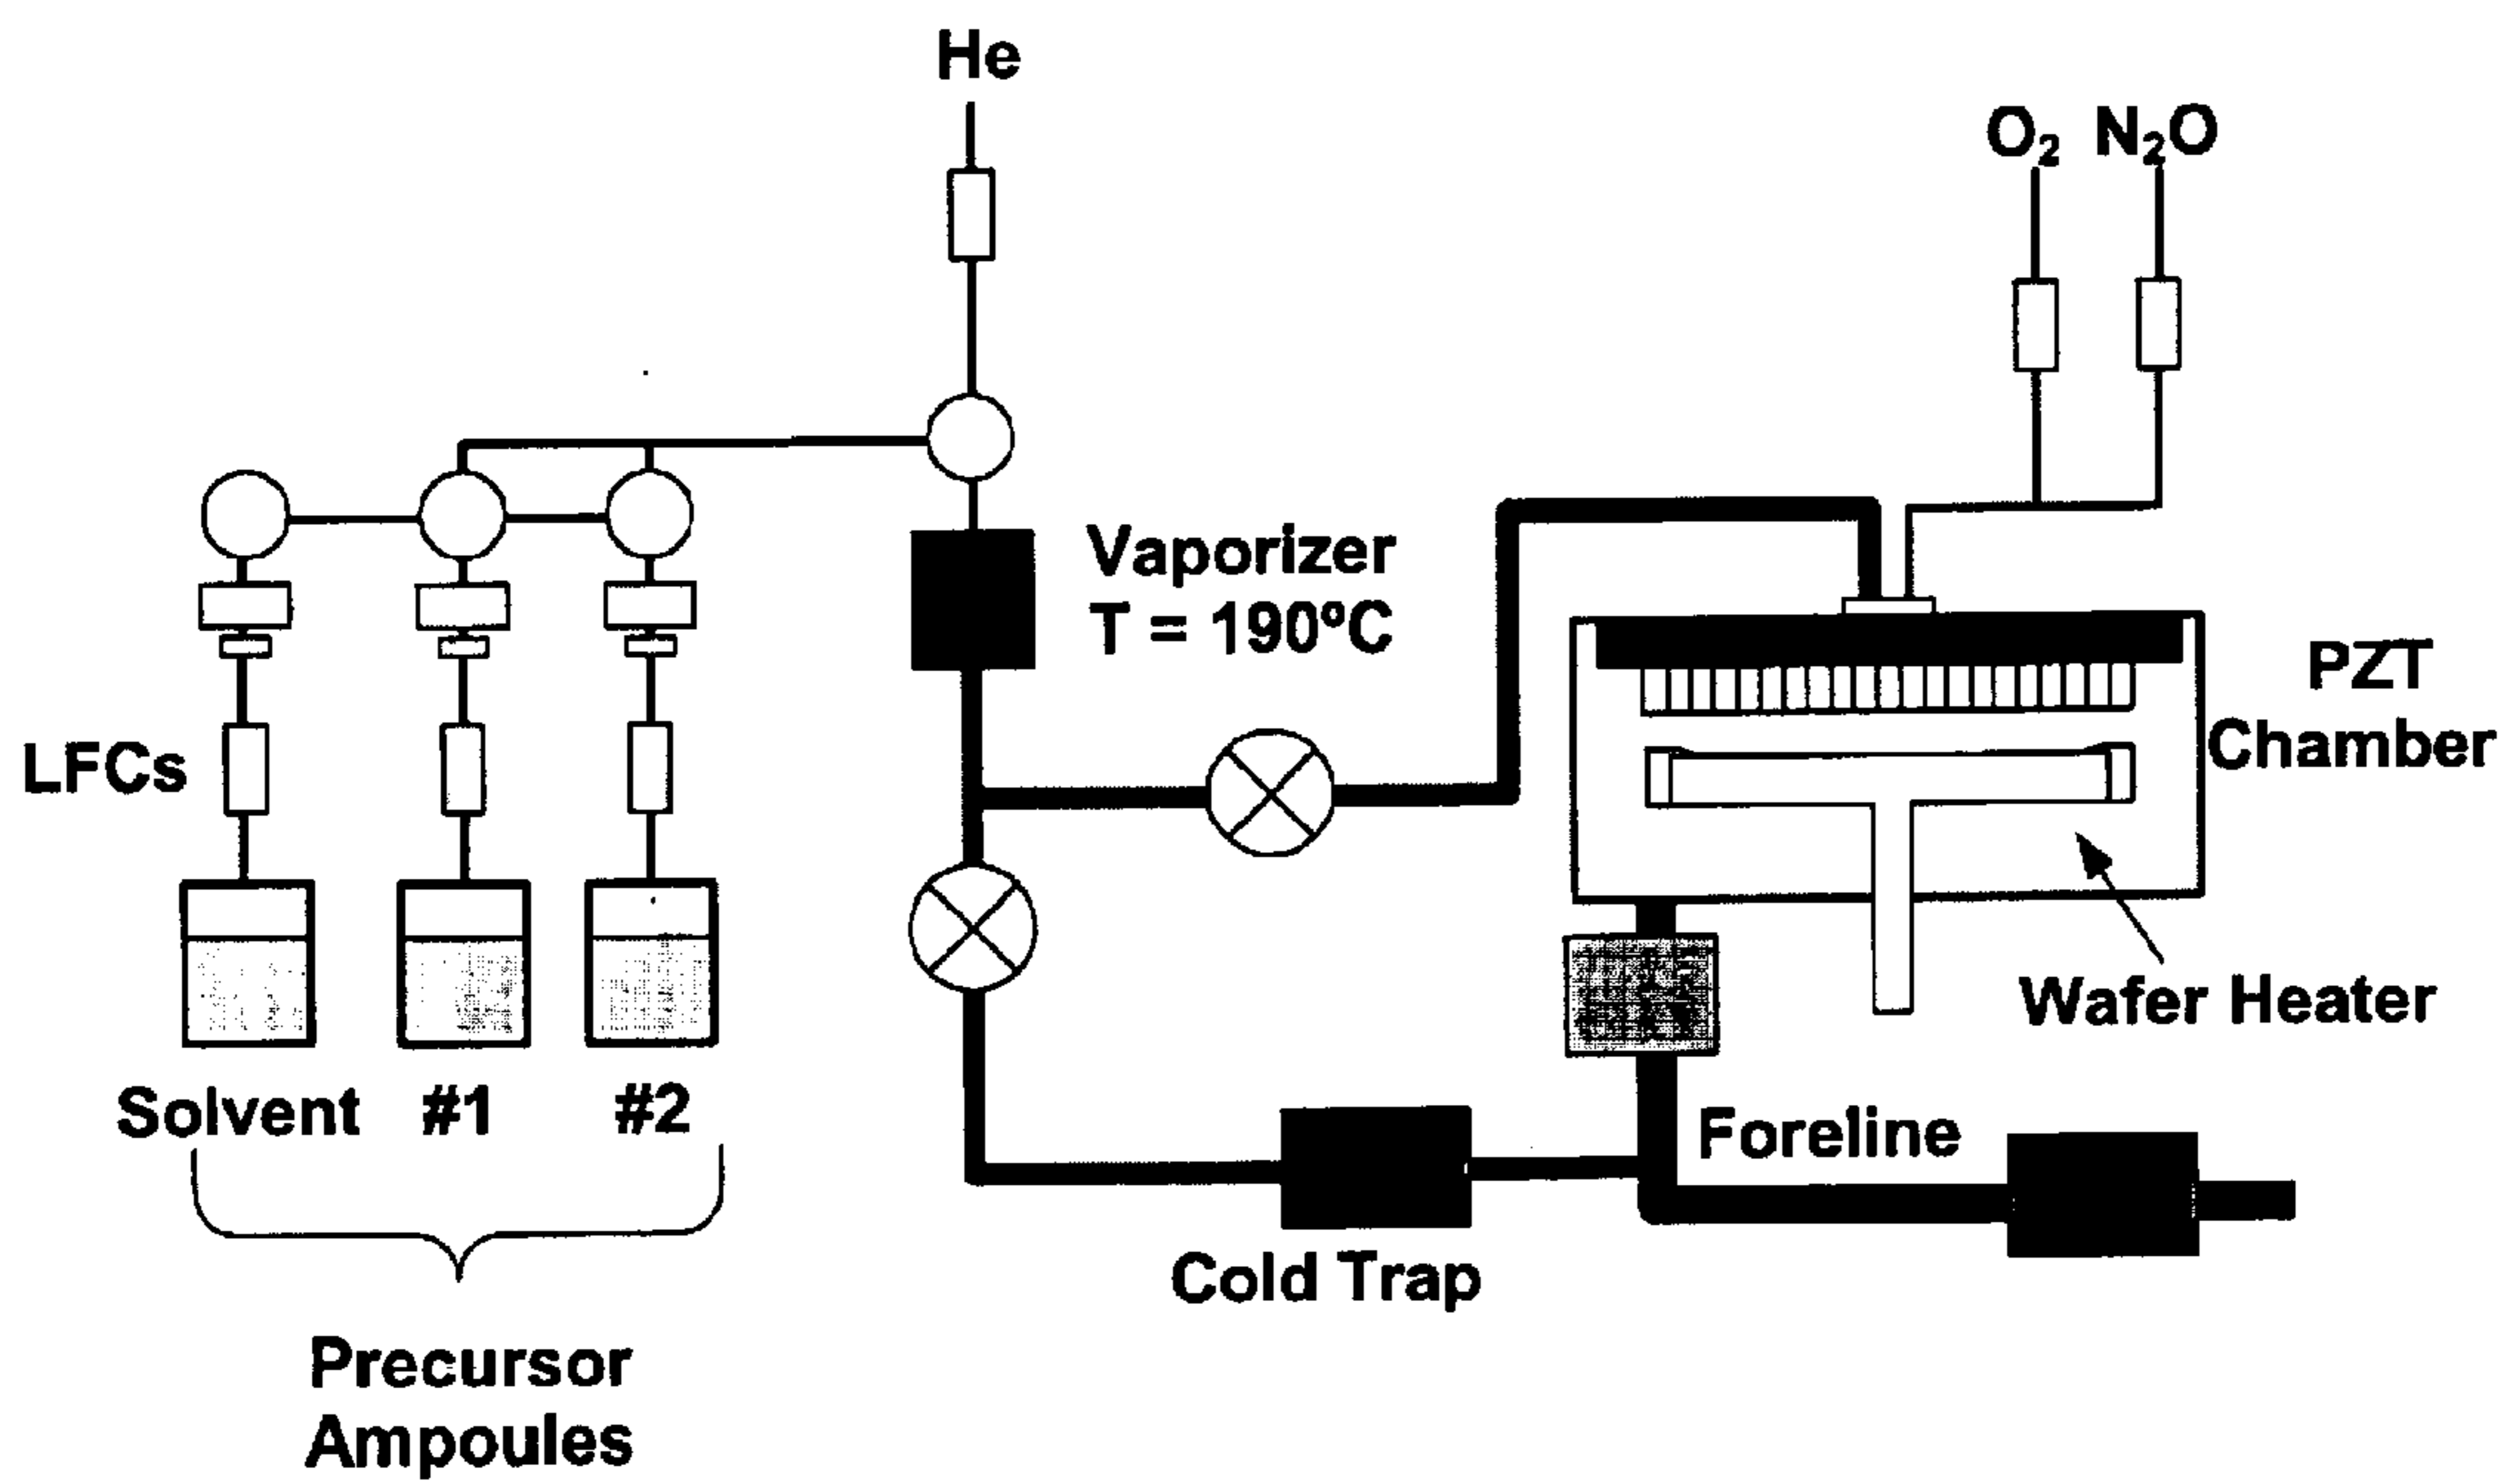 He
O₂ N₂O
Vaporizer
T = 190ºC
PZT
Chamber
LFCs
Wafer Heater
Solvent #1 #2
Foreline
Cold Trap
Precursor
Ampoules